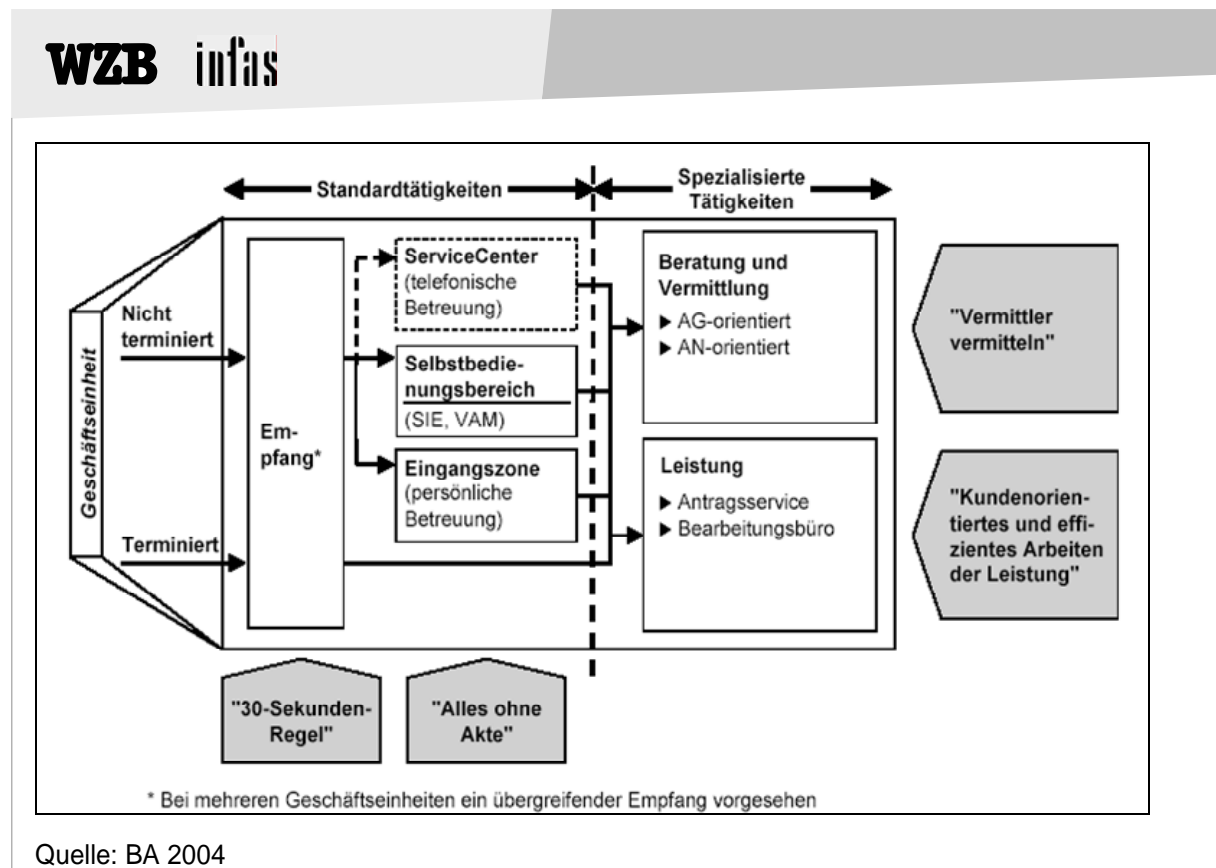 WZB infas
Standardtätigkeiten
Spezialisierte
Tätigkeiten
Geschäftseinheit
Nicht
terminiert
Terminiert
Em-
pfang*
ServiceCenter
(telefonische
Betreuung)
Selbstbedie-
nungsbereich
(SIE, VAM)
Eingangszone
(persönliche
Betreuung)
Beratung und
Vermittlung
▶ AG-orientiert
▶ AN-orientiert
Leistung
▶ Antragsservice
▶ Bearbeitungsbüro
"Vermittler
vermitteln"
"Kundenorien-
tiertes und effi-
zientes Arbeiten
der Leistung"
"30-Sekunden-
Regel"
"Alles ohne
Akte"
* Bei mehreren Geschäftseinheiten ein übergreifender Empfang vorgesehen
Quelle: BA 2004